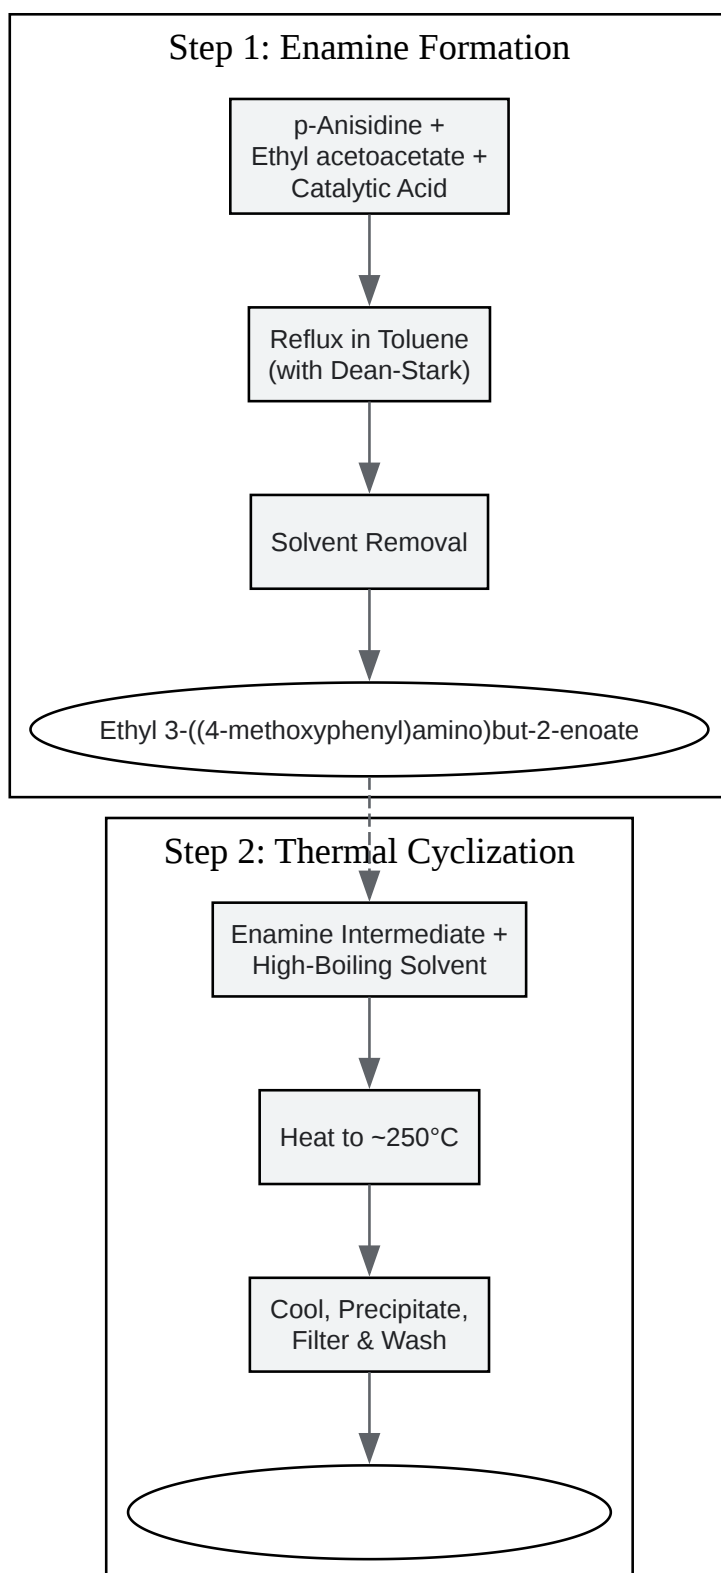 Step 1: Enamine Formation
p-Anisidine +
Ethyl acetoacetate +
Catalytic Acid
Reflux in Toluene
(with Dean-Stark)
Solvent Removal
Ethyl 3-((4-methoxyphenyl)amino)but-2-enoate
Step 2: Thermal Cyclization
Enamine Intermediate +
High-Boiling Solvent
Heat to ~250°C
Cool, Precipitate,
Filter & Wash